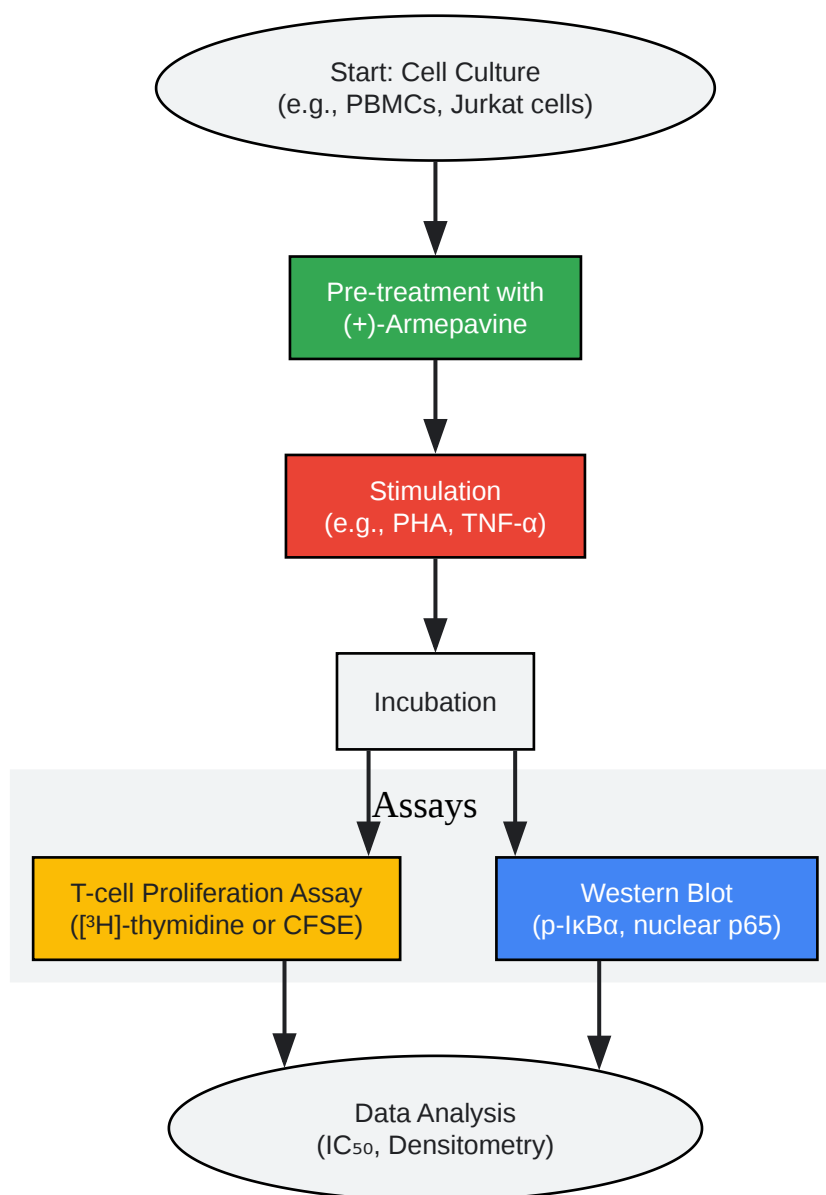 Start: Cell Culture
(e.g., PBMCs, Jurkat cells)
Pre-treatment with
(+)-Armepavine
Stimulation
(e.g., PHA, TNF-α)
Incubation
Assays
T-cell Proliferation Assay
([³H]-thymidine or CFSE)
Western Blot
(p-IκBα, nuclear p65)
Data Analysis
(IC₅₀, Densitometry)